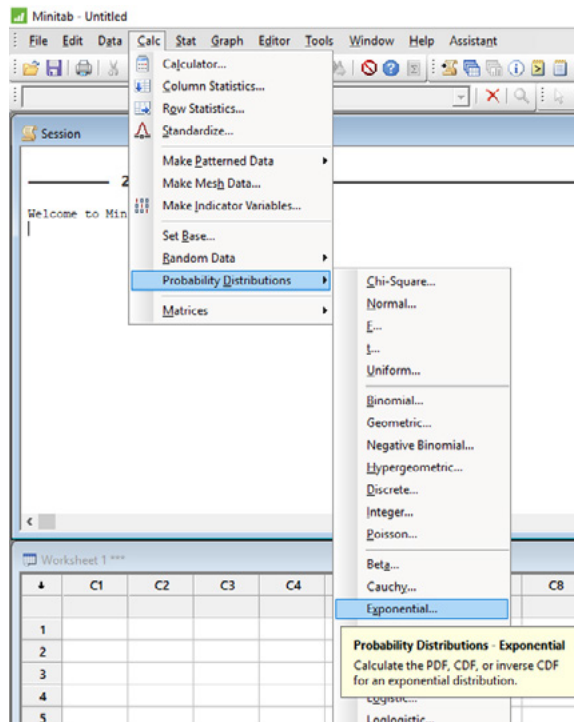 Minitab - Untitled
File Edit Data Calc Stat Graph Editor Tools Window Help Assistant
Calculator...
Column Statistics...
Row Statistics...
Standardize...
Make Patterned Data
Make Mesh Data...
Make Indicator Variables...
Set Base...
Random Data
Probability Distributions
Matrices
Session
2
Welcome to Min
Chi-Square...
Normal...
F...
t...
Uniform...
Binomial...
Geometric...
Negative Binomial...
Hypergeometric...
Discrete...
Integer...
Poisson...
Beta...
Cauchy...
Exponential...
Probability Distributions - Exponential
Calculate the PDF, CDF, or inverse CDF
for an exponential distribution.
Logistic...
Loglogistic...
Worksheet 1 ***
C1 C2 C3 C4 C8
1
2
3
4
5